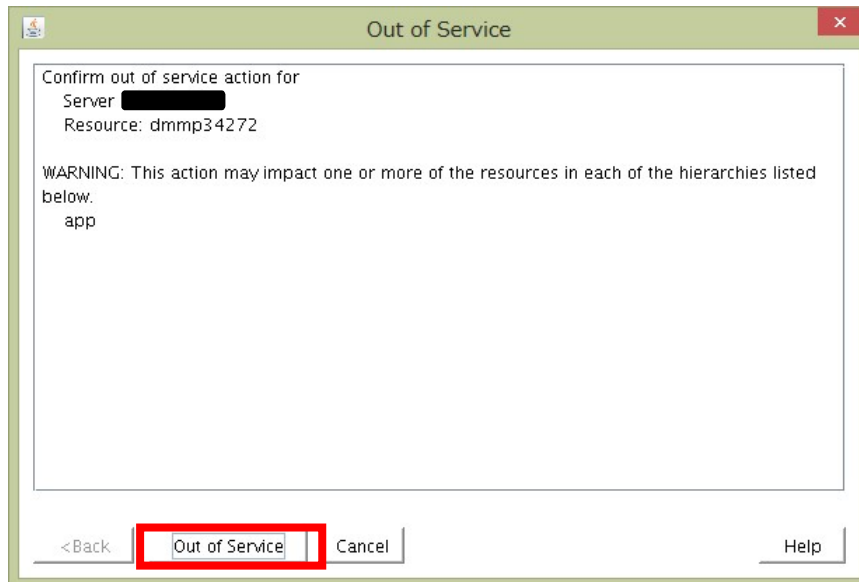 Out of Service
Confirm out of service action for
Server
Resource: dmmp34272
WARNING: This action may impact one or more of the resources in each of the hierarchies listed
below.
app
<Back
Out of Service
Cancel
Help